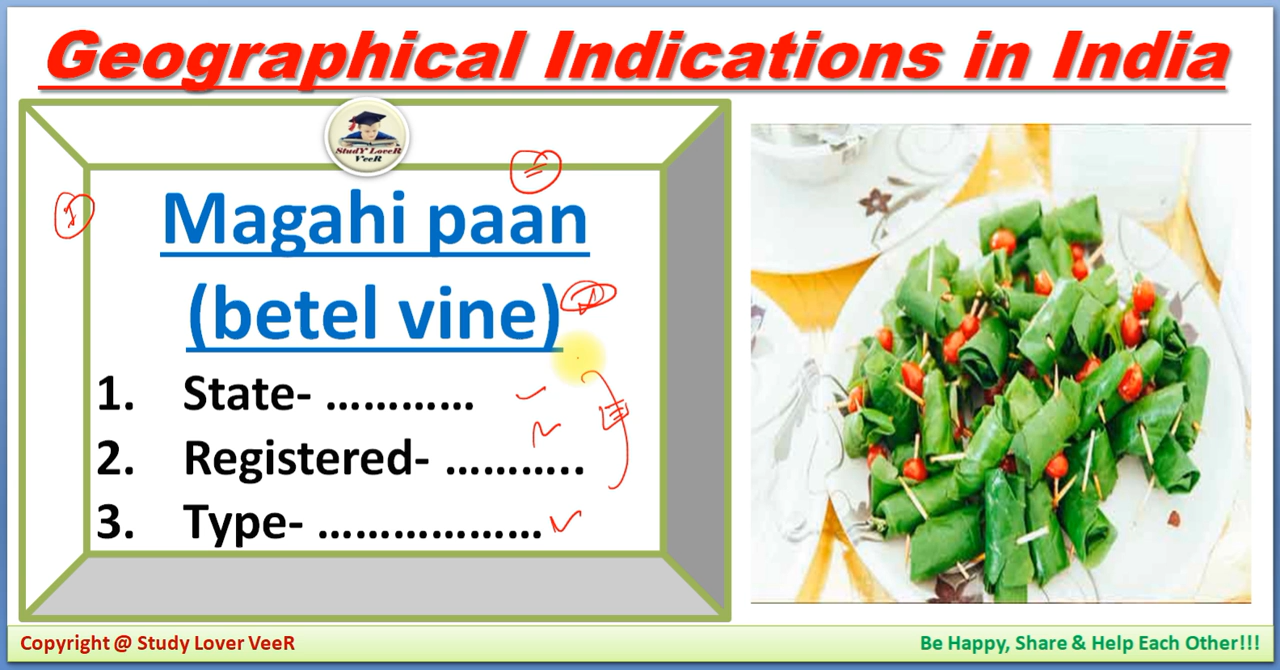 Geographical Indications in India
StudY LoveR
VeeR
Magahi paan
(betel vine)
1. State- …………
2. Registered- ………..
3. Type- ………………
Copyright @ Study Lover VeeR
Be Happy, Share & Help Each Other!!!